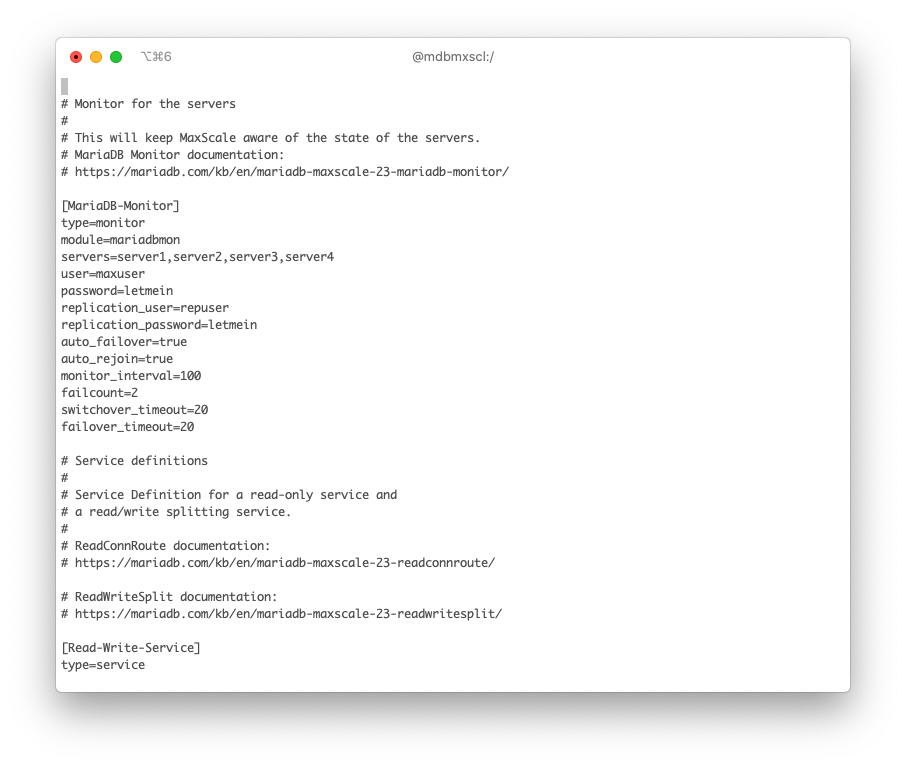 ⌥⌘6
@mdbmxscl:/
# Monitor for the servers
#
# This will keep MaxScale aware of the state of the servers.
# MariaDB Monitor documentation:
# https://mariadb.com/kb/en/mariadb-maxscale-23-mariadb-monitor/
[MariaDB-Monitor]
type=monitor
module=mariadbmon
servers=server1,server2,server3,server4
user=maxuser
password=letmein
replication_user=repuser
replication_password=letmein
auto_failover=true
auto_rejoin=true
monitor_interval=100
failcount=2
switchover_timeout=20
failover_timeout=20
# Service definitions
#
# Service Definition for a read-only service and
# a read/write splitting service.
#
# ReadConnRoute documentation:
# https://mariadb.com/kb/en/mariadb-maxscale-23-readconnroute/
# ReadWriteSplit documentation:
# https://mariadb.com/kb/en/mariadb-maxscale-23-readwritesplit/
[Read-Write-Service]
type=service